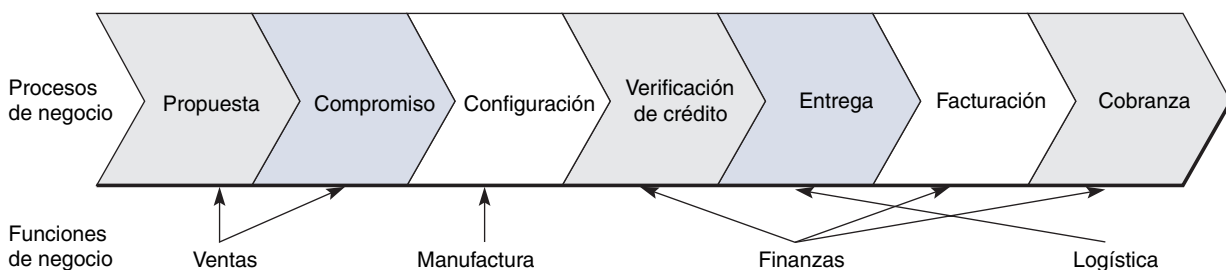 Procesos
de negocio
Propuesta
Compromiso
Configuración
Verificación
de crédito
Entrega
Facturación
Cobranza
Funciones
de negocio
Ventas
Manufactura
Finanzas
Logística